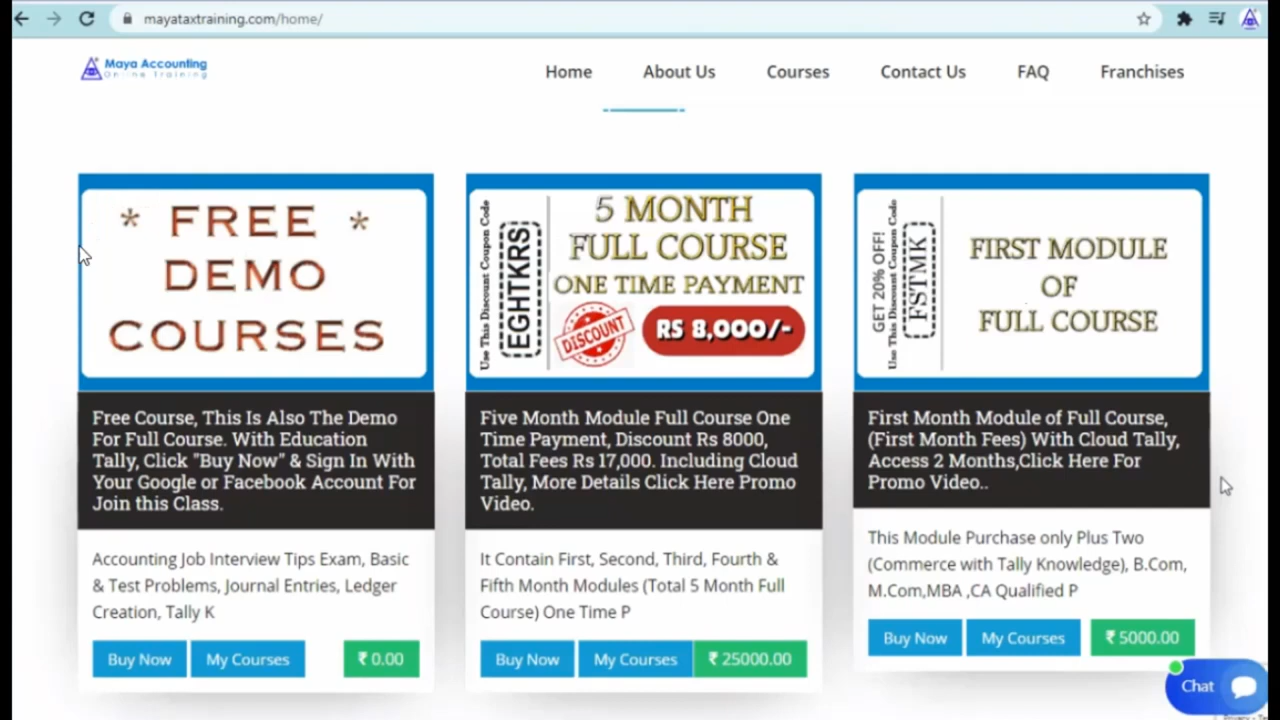 mayataxtraining.com/home/
Maya Accounting
Online Training
Home
About Us
Courses
Contact Us
FAQ
Franchises
* FREE *
DEMO
COURSES
Free Course, This Is Also The Demo
For Full Course. With Education
Tally, Click "Buy Now" & Sign In With
Your Google or Facebook Account For
Join this Class.
Accounting Job Interview Tips Exam, Basic
& Test Problems, Journal Entries, Ledger
Creation, Tally K
Buy Now
My Courses
₹ 0.00
Use This Discount Coupon Code
EGHTKRS
5 MONTH
FULL COURSE
ONE TIME PAYMENT
DISCOUNT
RS 8,000/-
Five Month Module Full Course One
Time Payment, Discount Rs 8000,
Total Fees Rs 17,000. Including Cloud
Tally, More Details Click Here Promo
Video.
It Contain First, Second, Third, Fourth &
Fifth Month Modules (Total 5 Month Full
Course) One Time P
Buy Now
My Courses
₹ 25000.00
GET 20% OFF!
Use This Discount Coupon Code
FSTMK
FIRST MODULE
OF
FULL COURSE
First Month Module of Full Course,
(First Month Fees) With Cloud Tally,
Access 2 Months,Click Here For
Promo Video..
This Module Purchase only Plus Two
(Commerce with Tally Knowledge), B.Com,
M.Com,MBA ,CA Qualified P
Buy Now
My Courses
₹ 5000.00
Chat